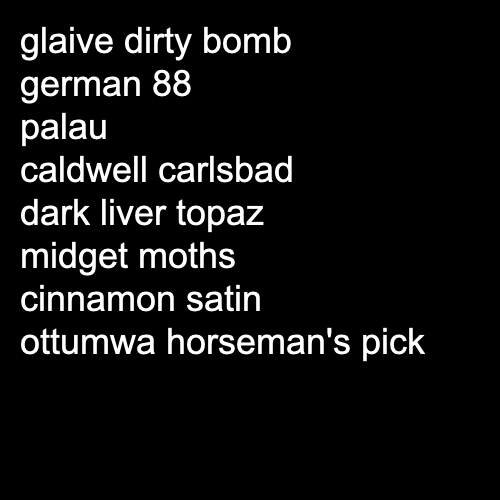 glaive dirty bomb
german 88
palau
caldwell carlsbad
dark liver topaz
midget moths
cinnamon satin
ottumwa horseman's pick